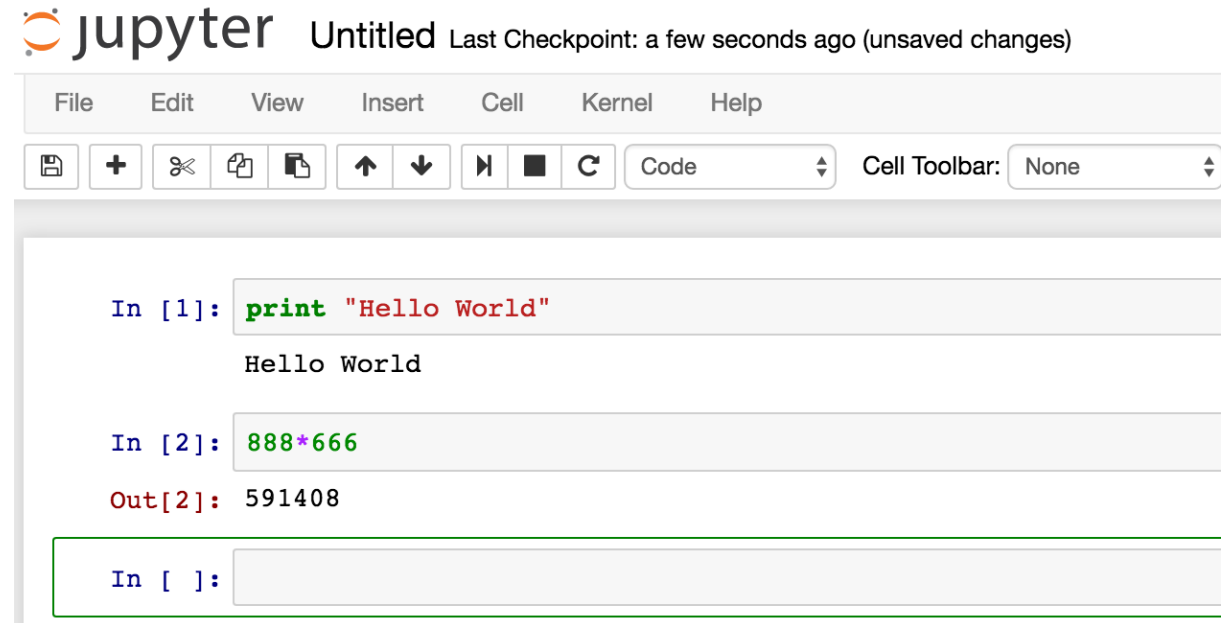 jupyter Untitled Last Checkpoint: a few seconds ago (unsaved changes)
File Edit View Insert Cell Kernel Help
Code Cell Toolbar: None
In [1]: print "Hello World"
Hello World
In [2]: 888*666
Out[2]: 591408
In [ ]: